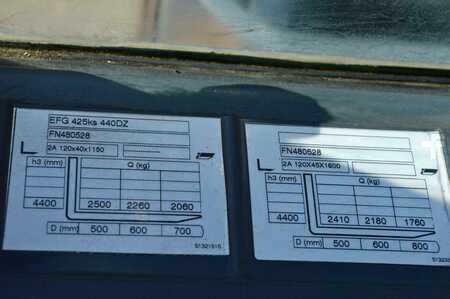 EFG 425ks 440DZ
FN480528
2A 120x40x1150
h3 (mm) Q (kg)
4400 2500 2260 2060
D (mm) 500 600 700
51321515
FN480528
2A 120X45X1600
h3 (mm) Q (kg)
4400 2410 2180 1760
D (mm) 500 600 800